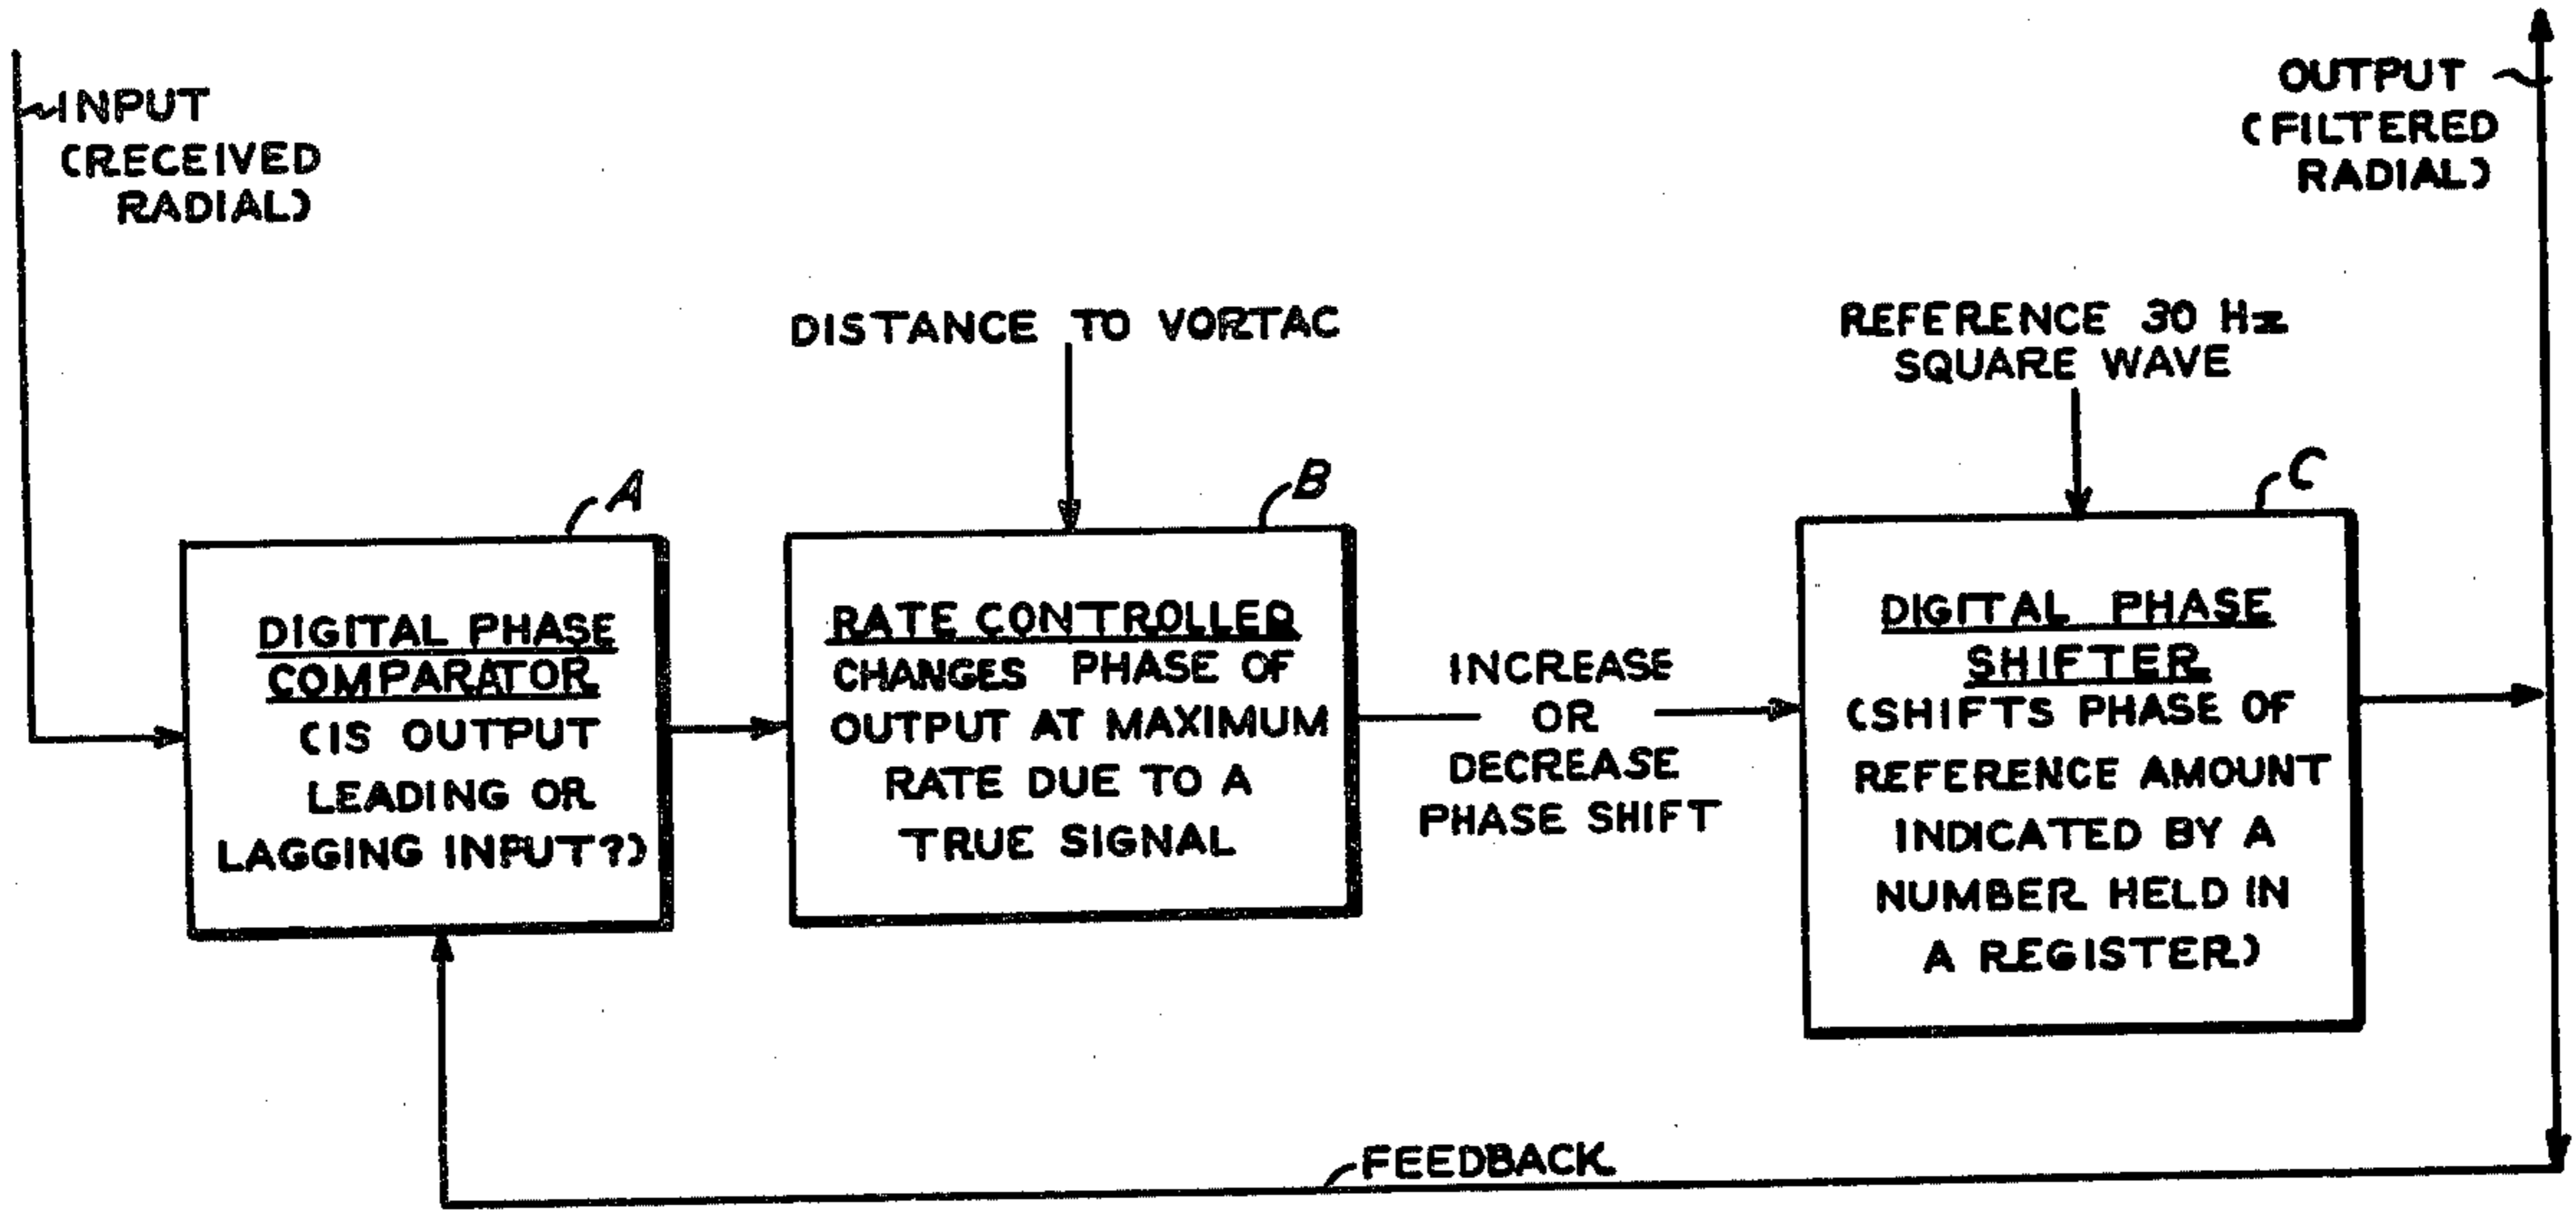 INPUT
(RECEIVED
RADIAL)
OUTPUT
(FILTERED
RADIAL)
DISTANCE TO VORTAC
REFERENCE 30 Hz
SQUARE WAVE
A
DIGITAL PHASE
COMPARATOR
(IS OUTPUT
LEADING OR
LAGGING INPUT?)
B
RATE CONTROLLED
CHANGES PHASE OF
OUTPUT AT MAXIMUM
RATE DUE TO A
TRUE SIGNAL
INCREASE
OR
DECREASE
PHASE SHIFT
C
DIGITAL PHASE
SHIFTER
(SHIFTS PHASE OF
REFERENCE AMOUNT
INDICATED BY A
NUMBER HELD IN
A REGISTER)
FEEDBACK